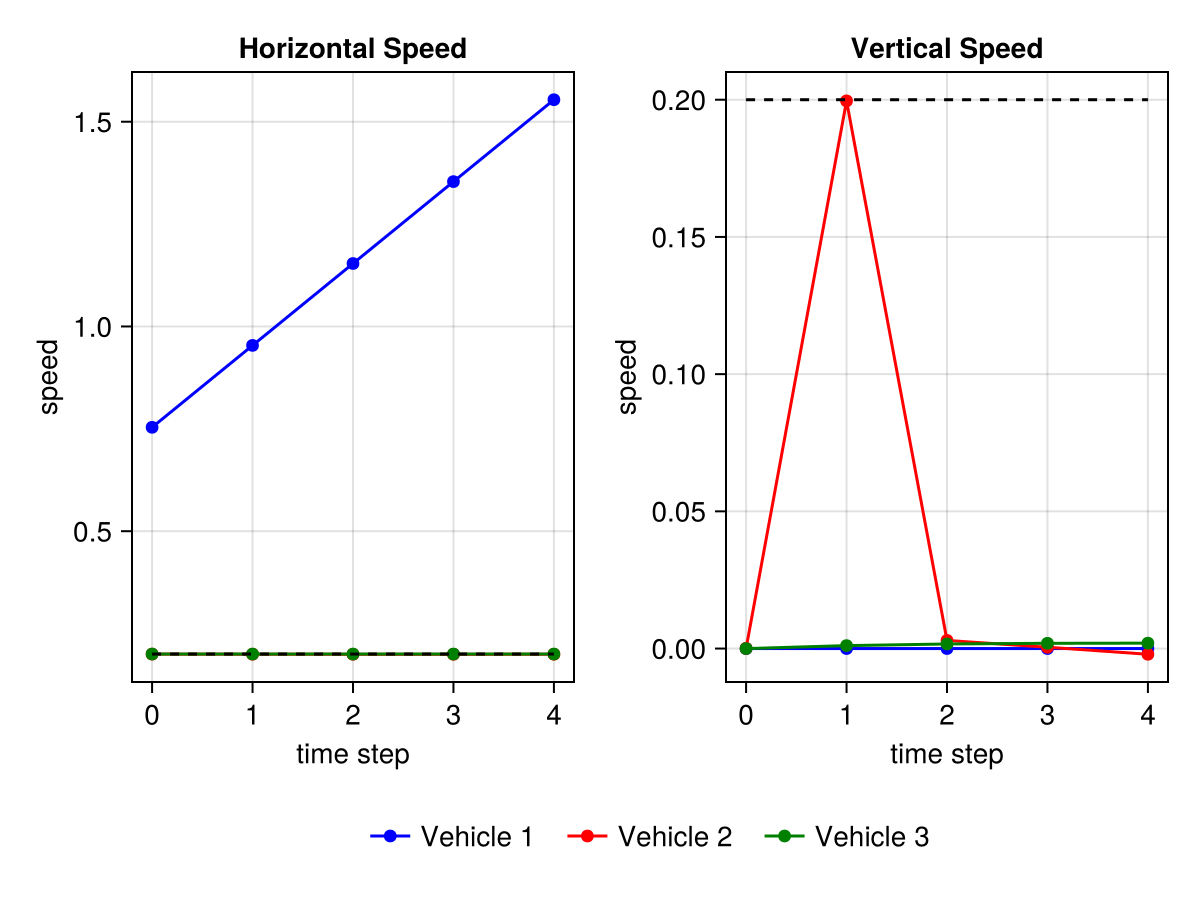 Horizontal Speed
1.5
1.0
0.5
speed
0 1 2 3 4
time step
Vertical Speed
0.20
0.15
0.10
0.05
0.00
speed
0 1 2 3 4
time step
Vehicle 1 Vehicle 2 Vehicle 3